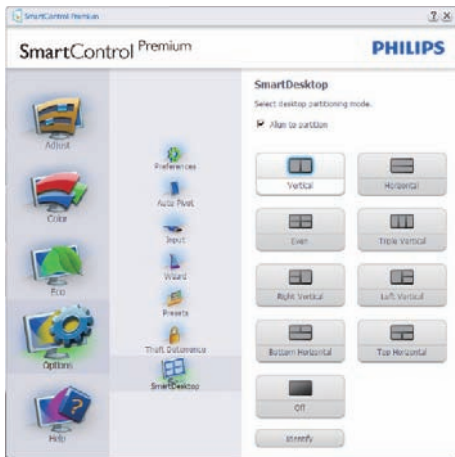 SmartControl Premium
SmartControl Premium
PHILIPS
Adjust
Color
Eco
Options
Help
Preferences
Auto Pivot
Input
Wizard
Presets
Theft Deterrence
SmartDesktop
SmartDesktop
Select desktop partitioning mode.
Align to partition
Vertical
Horizontal
Even
Triple Vertical
Right Vertical
Left Vertical
Bottom Horizontal
Top Horizontal
Off
Identify